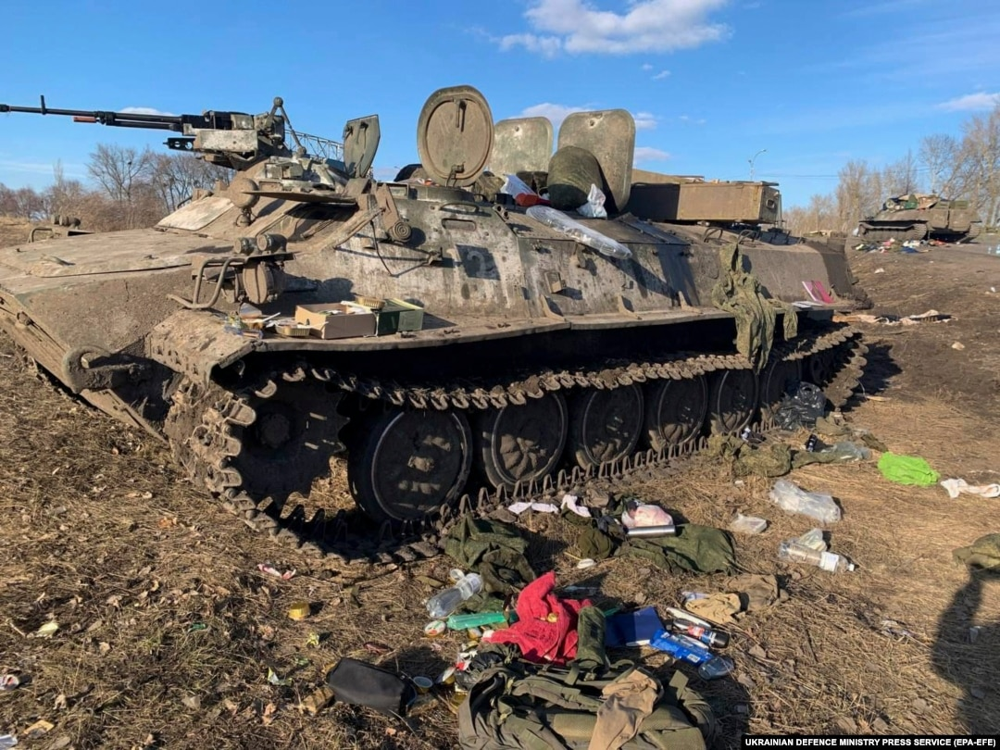 UKRAINIAN DEFENCE MINISTRY PRESS SERVICE (EPA-EFE)